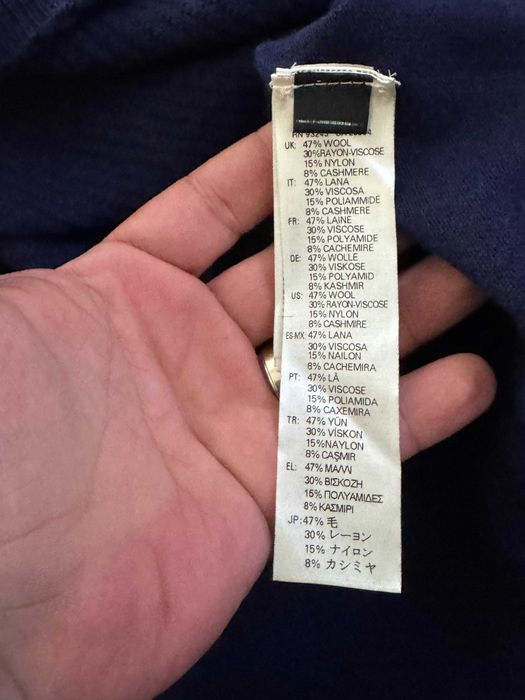 RN 93243
UK: 47% WOOL
30%RAYON-VISCOSE
15% NYLON
8% CASHMERE
IT: 47% LANA
30% VISCOSA
15% POLIAMMIDE
8% CASHMERE
FR: 47% LAINE
30% VISCOSE
15% POLYAMIDE
8% CACHEMIRE
DE: 47% WOLLE
30% VISKOSE
15% POLYAMID
8% KASHMIR
US: 47% WOOL
30% RAYON-VISCOSE
15% NYLON
8% CASHMIRE
ES-MX: 47% LANA
30% VISCOSA
15% NAILON
8% CACHEMIRA
PT: 47% LÃ
30% VISCOSE
15% POLIAMIDA
8% CAXEMIRA
TR: 47% YÜN
30% VİSKON
15%NAYLON
8% CAŞMIR
EL: 47% ΜΑΛΛΙ
30% ΒΙΣΚΟΖΗ
15% ΠΟΛΥΑΜΙΔΕΣ
8% ΚΑΣΜΙΡΙ
JP:47% 毛
30% レーヨン
15% ナイロン
8% カシミヤ